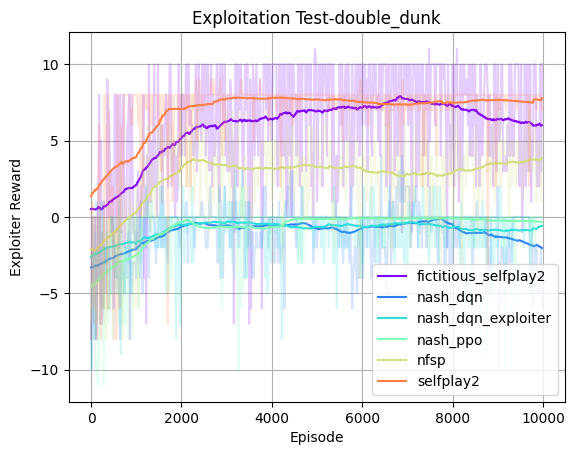 Exploitation Test-double_dunk
Exploiter Reward
10
5
0
−5
−10
0
2000
4000
6000
8000
10000
Episode
fictitious_selfplay2
nash_dqn
nash_dqn_exploiter
nash_ppo
nfsp
selfplay2